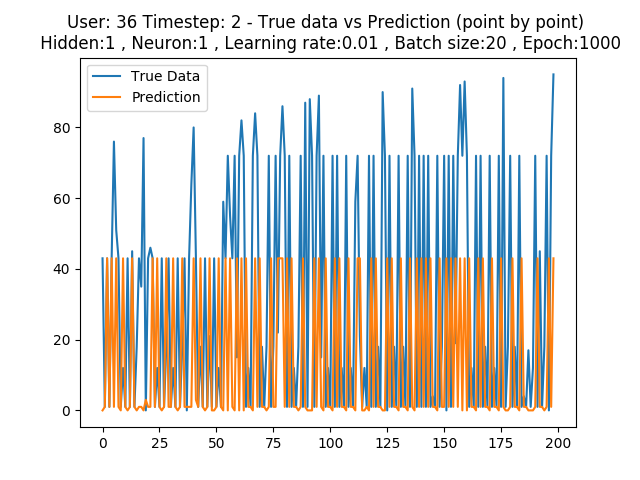 User: 36 Timestep: 2 - True data vs Prediction (point by point)
Hidden:1 , Neuron:1 , Learning rate:0.01 , Batch size:20 , Epoch:1000
True Data
Prediction
80
60
40
20
0
0 25 50 75 100 125 150 175 200